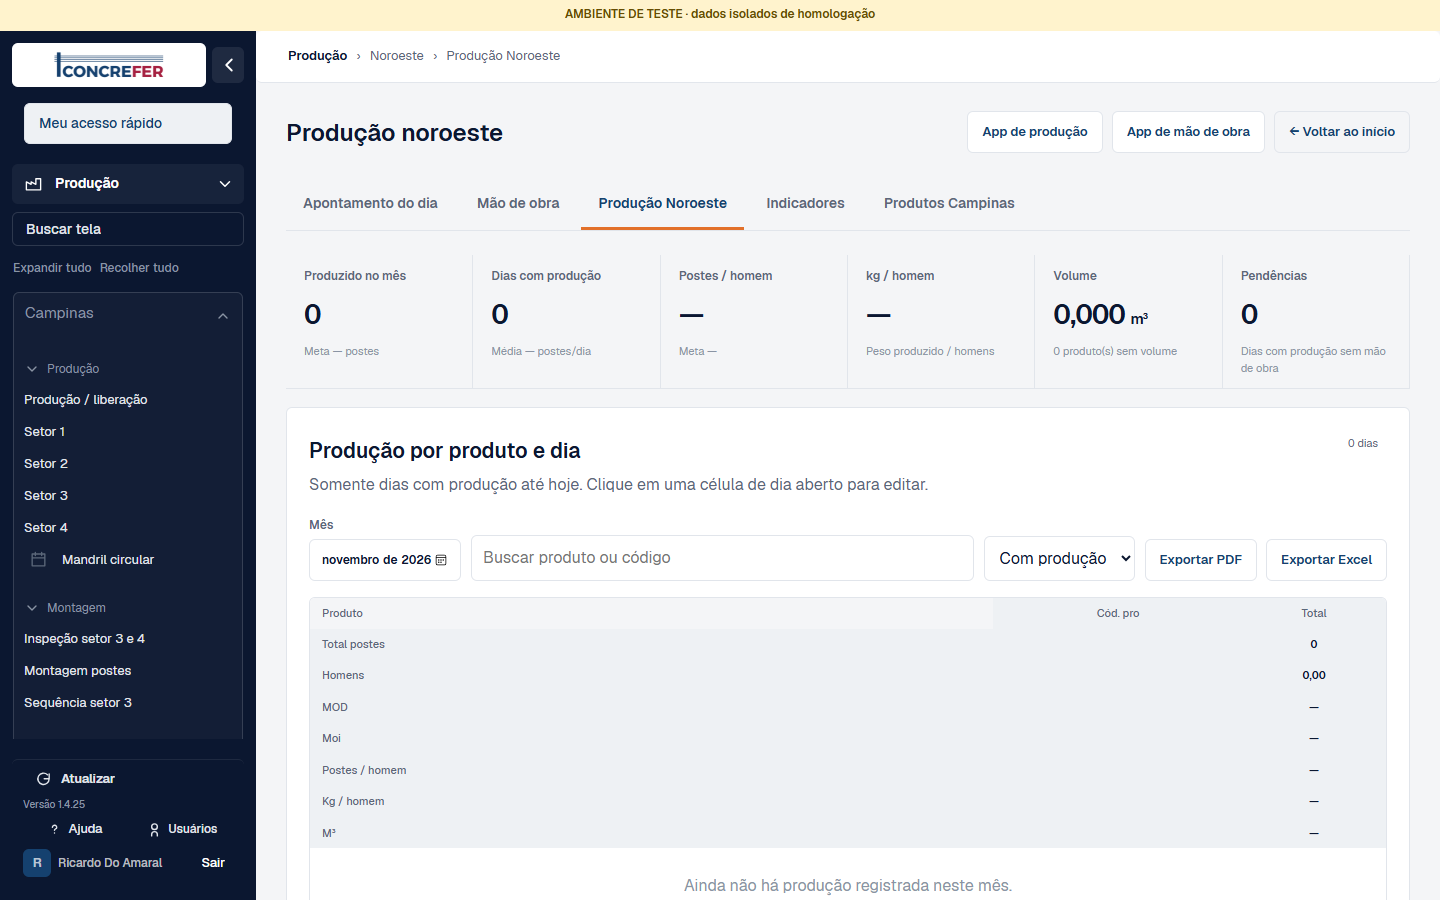 AMBIENTE DE TESTE · dados isolados de homologação
CONCREFER
Meu acesso rápido
Produção
Buscar tela
Expandir tudo Recolher tudo
Campinas
Produção
Produção / liberação
Setor 1
Setor 2
Setor 3
Setor 4
Mandril circular
Montagem
Inspeção setor 3 e 4
Montagem postes
Sequência setor 3
Atualizar
Versão 1.4.25
? Ajuda Usuários
R Ricardo Do Amaral Sair
Produção › Noroeste › Produção Noroeste
Produção noroeste
App de produção App de mão de obra ← Voltar ao início
Apontamento do dia Mão de obra Produção Noroeste Indicadores Produtos Campinas
Produzido no mês
0
Meta — postes
Dias com produção
0
Média — postes/dia
Postes / homem
—
Meta —
kg / homem
—
Peso produzido / homens
Volume
0,000 m³
0 produto(s) sem volume
Pendências
0
Dias com produção sem mão
de obra
Produção por produto e dia
0 dias
Somente dias com produção até hoje. Clique em uma célula de dia aberto para editar.
Mês
novembro de 2026 Buscar produto ou código Com produção Exportar PDF Exportar Excel
Produto Cód. pro Total
Total postes 0
Homens 0,00
MOD —
Moi —
Postes / homem —
Kg / homem —
M³ —
Ainda não há produção registrada neste mês.